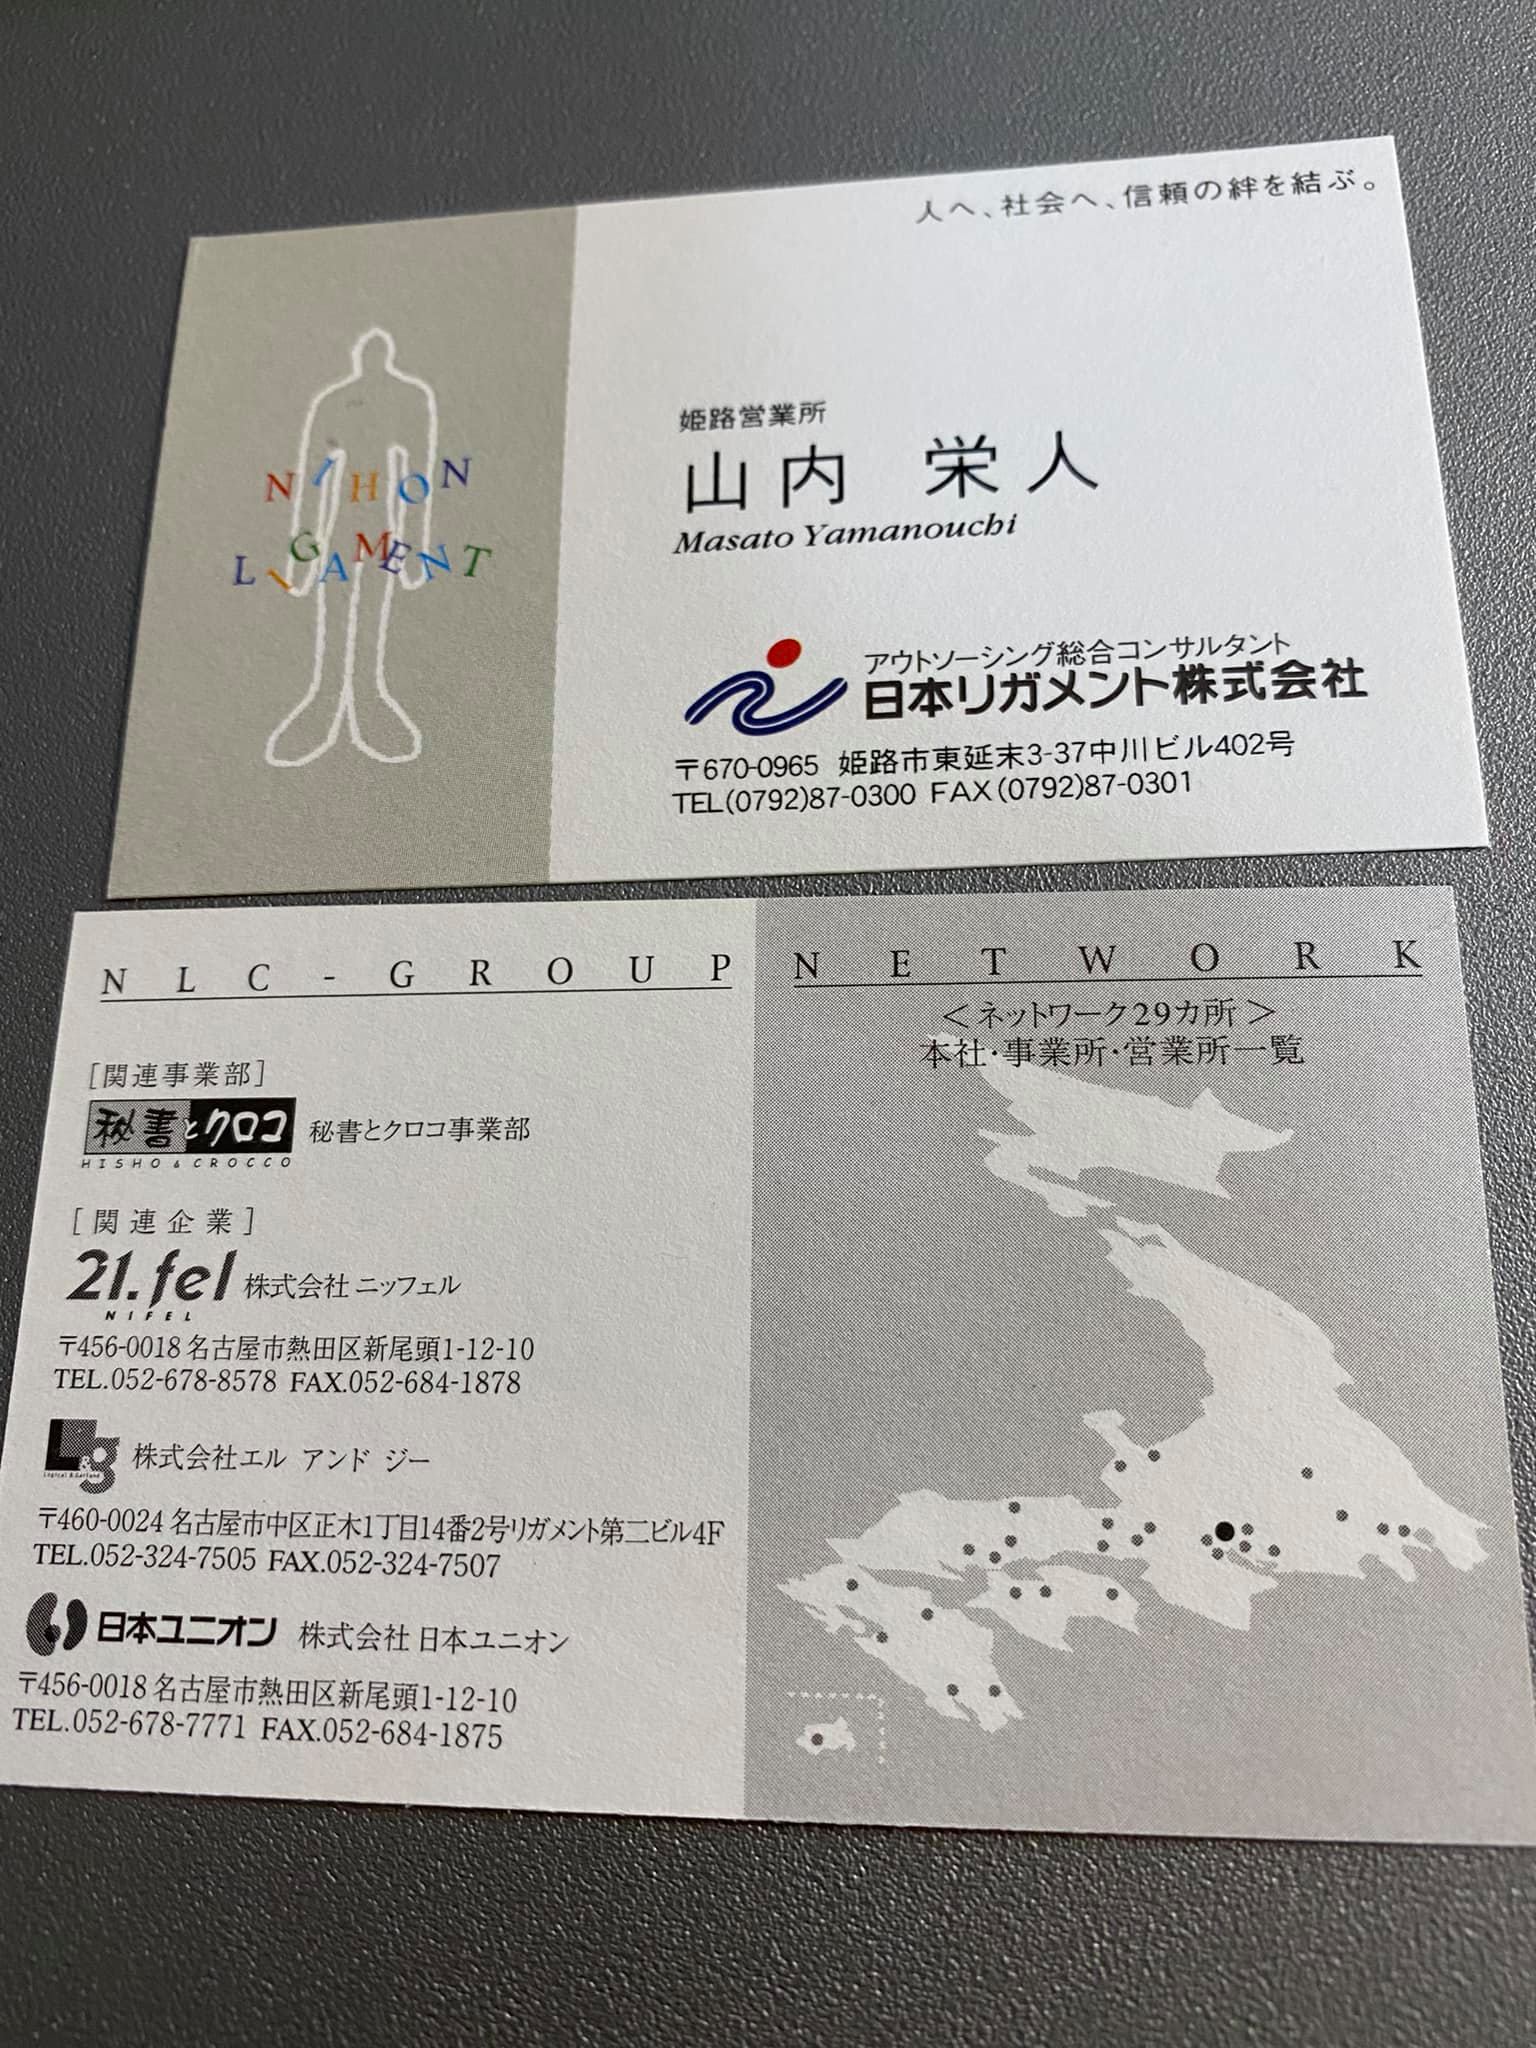 人へ、社会へ、信頼の絆を結ぶ。
NIHON
LIGAMENT
姫路営業所
山内 栄人
Masato Yamanouchi
アウトソーシング総合コンサルタント
日本リガメント株式会社
〒670-0965 姫路市東延末3-37中川ビル402号
TEL(0792)87-0300 FAX(0792)87-0301
NLC-GROUP
[関連事業部]
秘書とクロコ 秘書とクロコ事業部
HISHO & CROCCO
[関連企業]
21.fel 株式会社 ニッフェル
NIFEL
〒456-0018 名古屋市熱田区新尾頭1-12-10
TEL.052-678-8578 FAX.052-684-1878
L&g 株式会社エル アンド ジー
Logical & Garland
〒460-0024 名古屋市中区正木1丁目14番2号リガメント第二ビル4F
TEL.052-324-7505 FAX.052-324-7507
日本ユニオン 株式会社 日本ユニオン
〒456-0018 名古屋市熱田区新尾頭1-12-10
TEL.052-678-7771 FAX.052-684-1875
NETWORK
＜ネットワーク29カ所＞
本社・事業所・営業所一覧